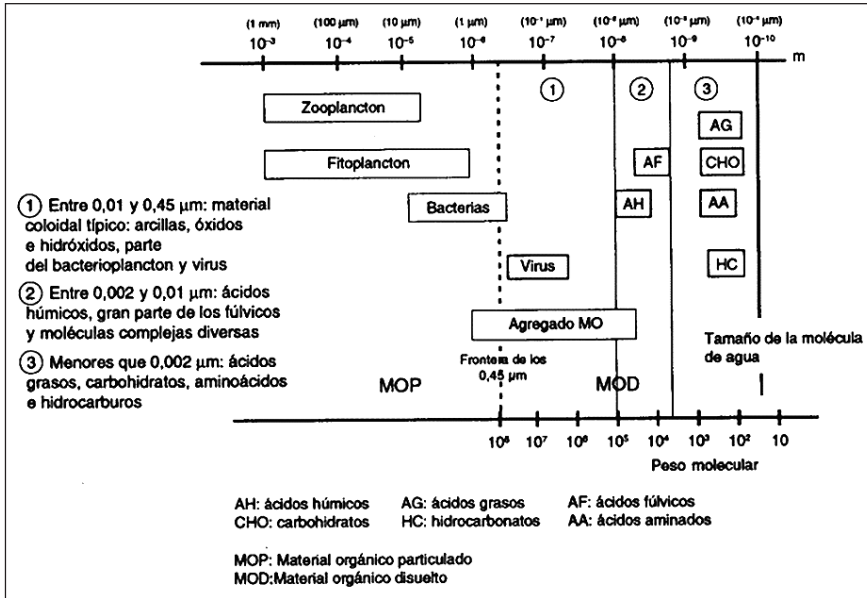 (1 mm) (100 µm) (10 µm) (1 µm) (10⁻¹ µm) (10⁻² µm) (10⁻³ µm) (10⁻⁴ µm)
10⁻³ 10⁻⁴ 10⁻⁵ 10⁻⁶ 10⁻⁷ 10⁻⁸ 10⁻⁹ 10⁻¹⁰
m
1 2 3
Zooplancton
AG
Fitoplancton AF CHO
Bacterias AH AA
Virus HC
Agregado MO
1 Entre 0,01 y 0,45 µm: material
coloidal típico: arcillas, óxidos
e hidróxidos, parte
del bacterioplancton y virus
2 Entre 0,002 y 0,01 µm: ácidos
húmicos, gran parte de los fúlvicos
y moléculas complejas diversas
3 Menores que 0,002 µm: ácidos
grasos, carbohidratos, aminoácidos
e hidrocarburos
Frontera de los
0,45 µm
Tamaño de la molécula
de agua
MOP MOD
10⁸ 10⁷ 10⁶ 10⁵ 10⁴ 10³ 10² 10
Peso molecular
AH: ácidos húmicos AG: ácidos grasos AF: ácidos fúlvicos
CHO: carbohidratos HC: hidrocarbonatos AA: ácidos aminados
MOP: Material orgánico particulado
MOD:Material orgánico disuelto